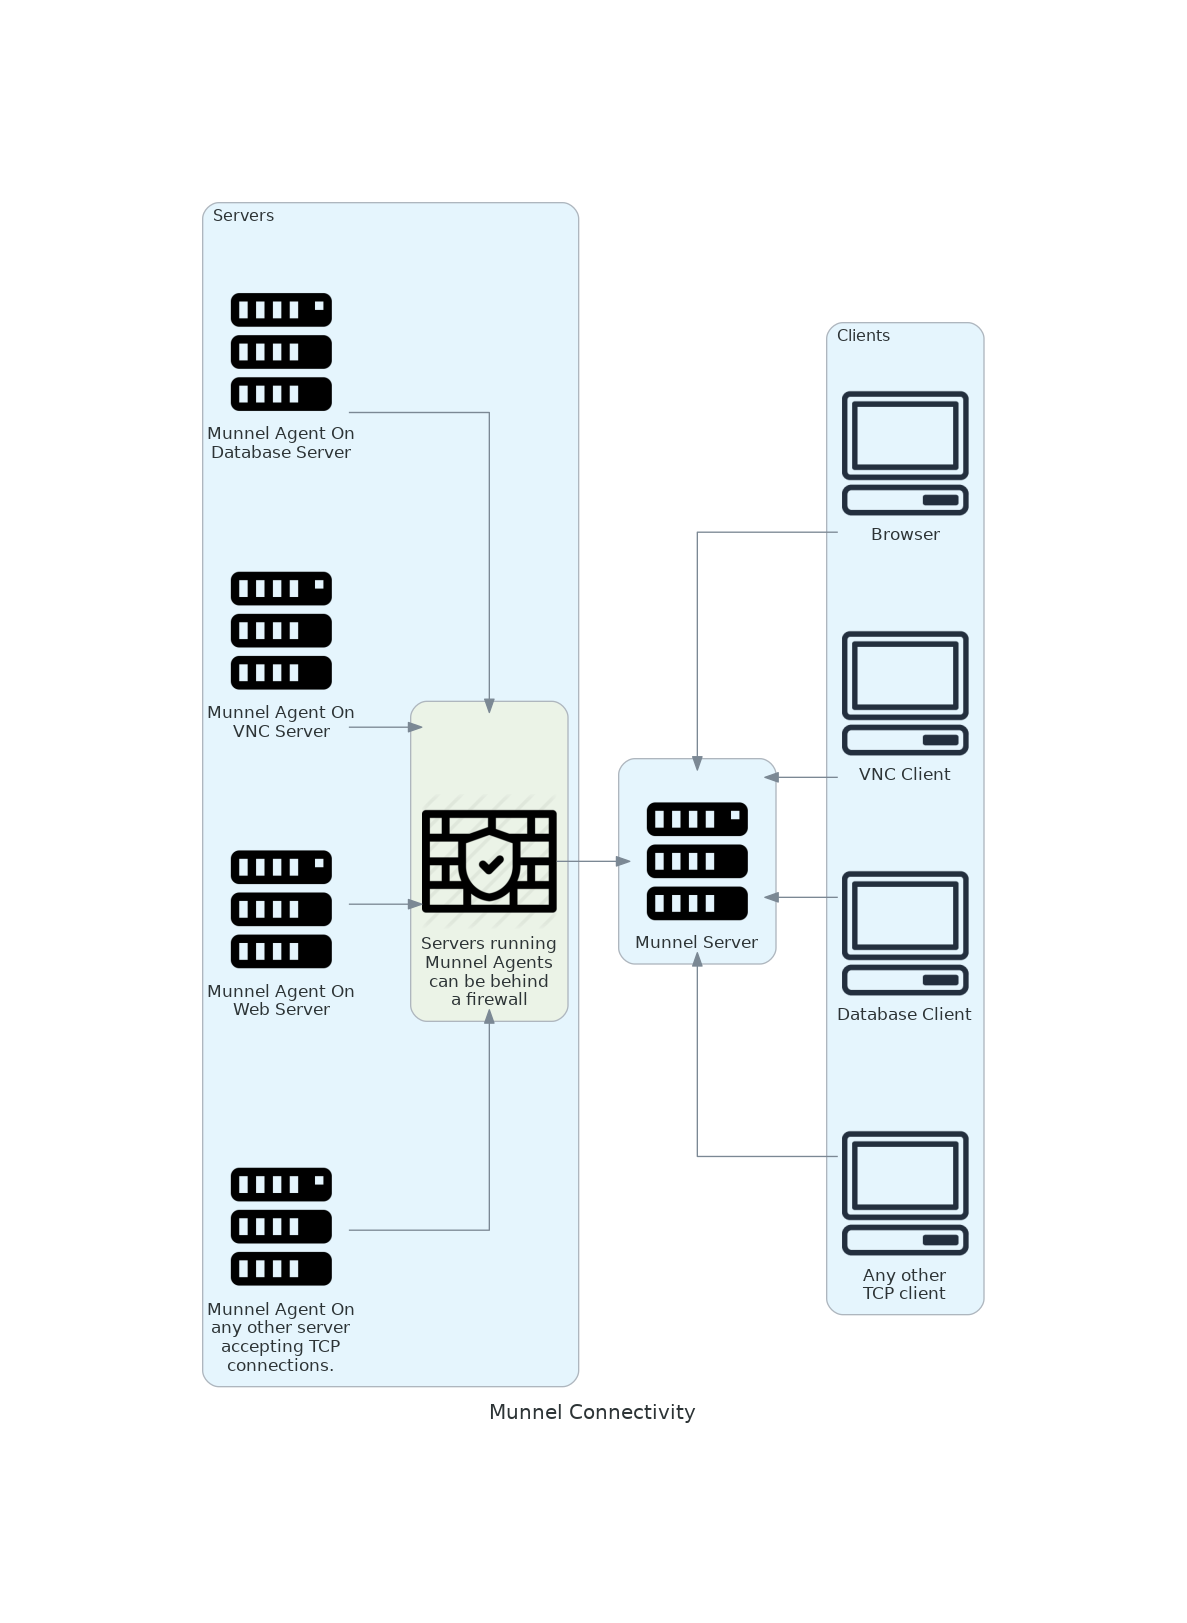 Servers
Munnel Agent On
Database Server
Munnel Agent On
VNC Server
Munnel Agent On
Web Server
Munnel Agent On
any other server
accepting TCP
connections.
Servers running
Munnel Agents
can be behind
a firewall
Munnel Server
Clients
Browser
VNC Client
Database Client
Any other
TCP client
Munnel Connectivity